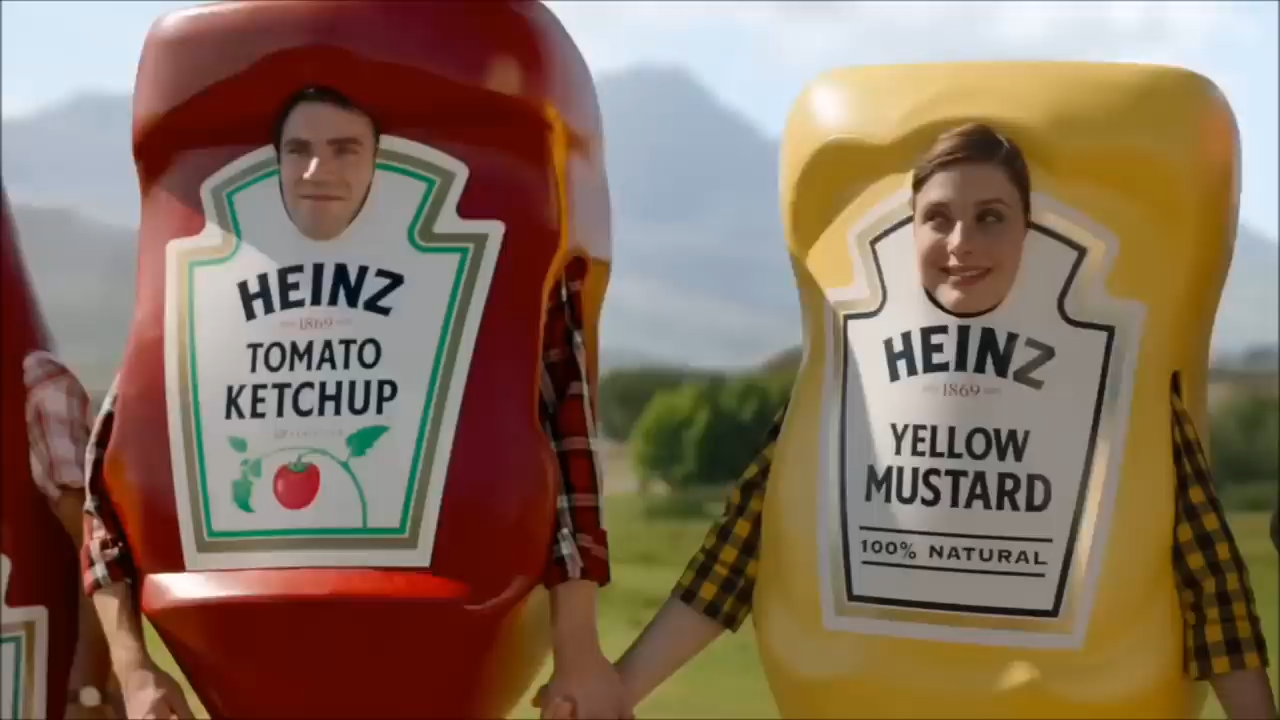 HEINZ
1869
TOMATO
KETCHUP
HEINZ
1869
YELLOW
MUSTARD
100% NATURAL